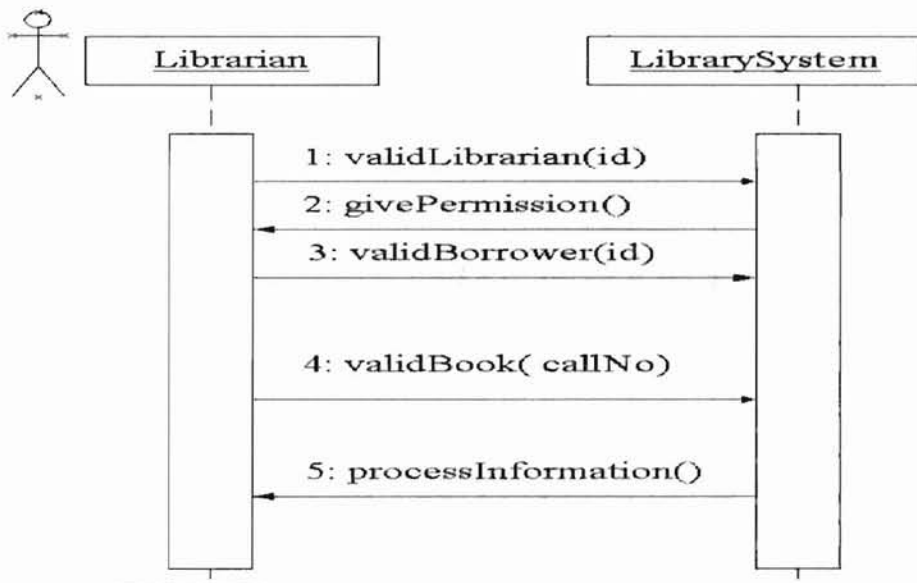 Librarian
LibrarySystem
1: validLibrarian(id)
2: givePermission()
3: validBorrower(id)
4: validBook( callNo)
5: processInformation()